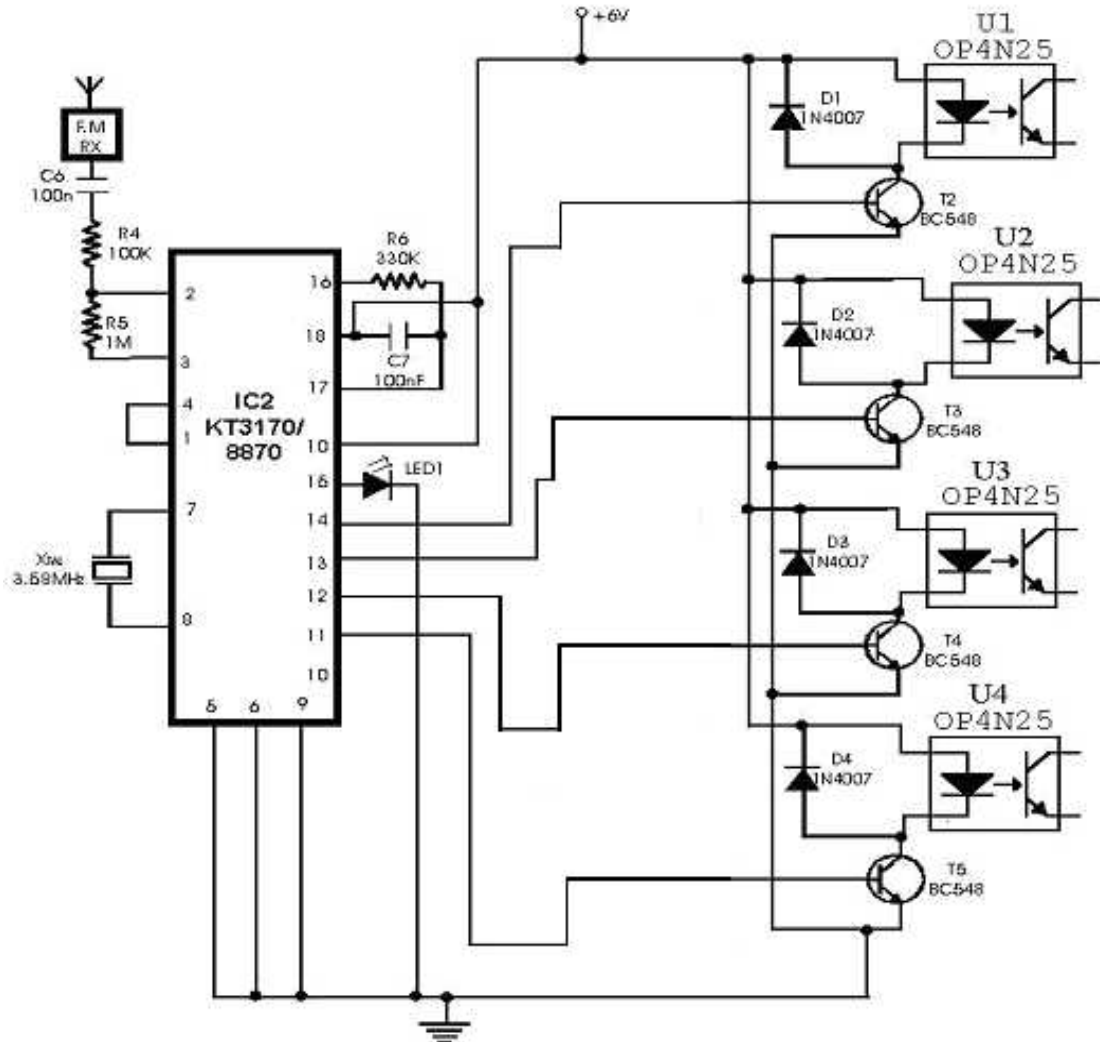 +6V
U1
OP4N25
D1
1N4007
F.M
RX
C6
100n
T2
BC548
R4
100K
R6
330K
U2
OP4N25
2
16
R5
1M
D2
1N4007
3
18
C7
100nF
17
IC2
KT3170/
8870
4
1
T3
BC548
10
15
LED1
U3
OP4N25
7
14
13
D3
1N4007
3.59MHz
12
8
11
T4
BC548
10
U4
OP4N25
5
6
9
D4
1N4007
T5
BC548